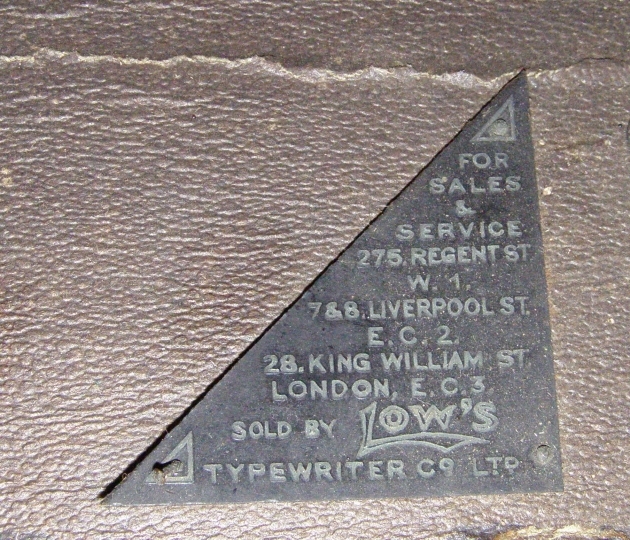 FOR
SALES
&
SERVICE
275. REGENT ST.
W. 1.
7&8. LIVERPOOL ST.
E. C. 2.
28. KING WILLIAM ST.
LONDON, E. C. 3
SOLD BY LOW'S
TYPEWRITER CO LTD